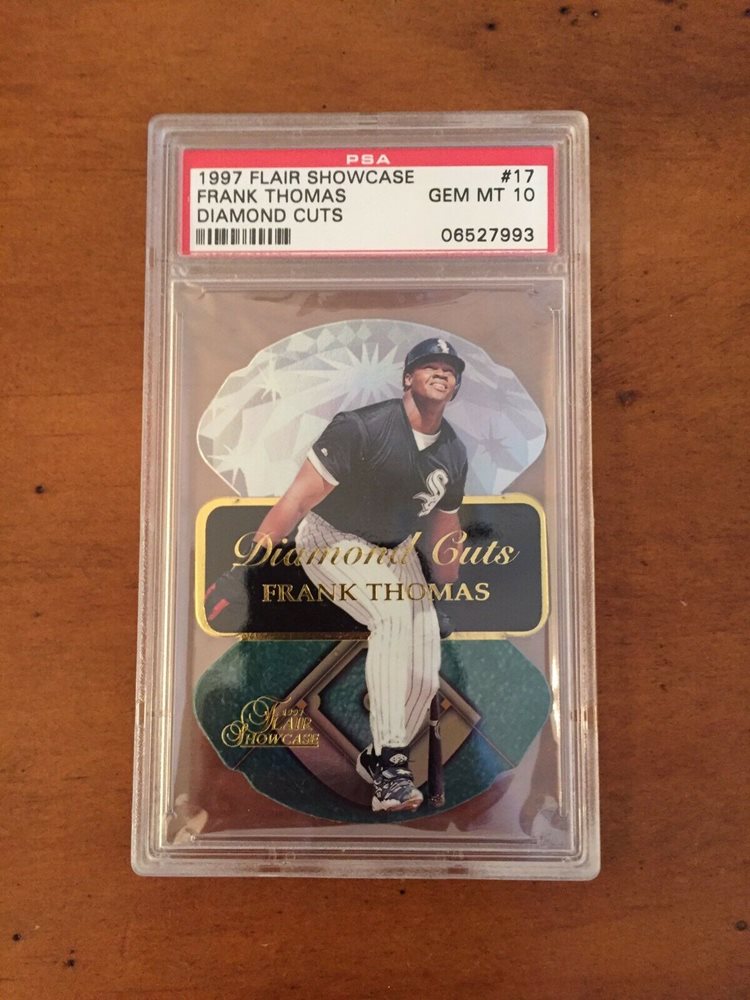 PSA
1997 FLAIR SHOWCASE #17
FRANK THOMAS GEM MT 10
DIAMOND CUTS
06527993
Sox
Diamond Cuts
FRANK THOMAS
1997
FLAIR
SHOWCASE